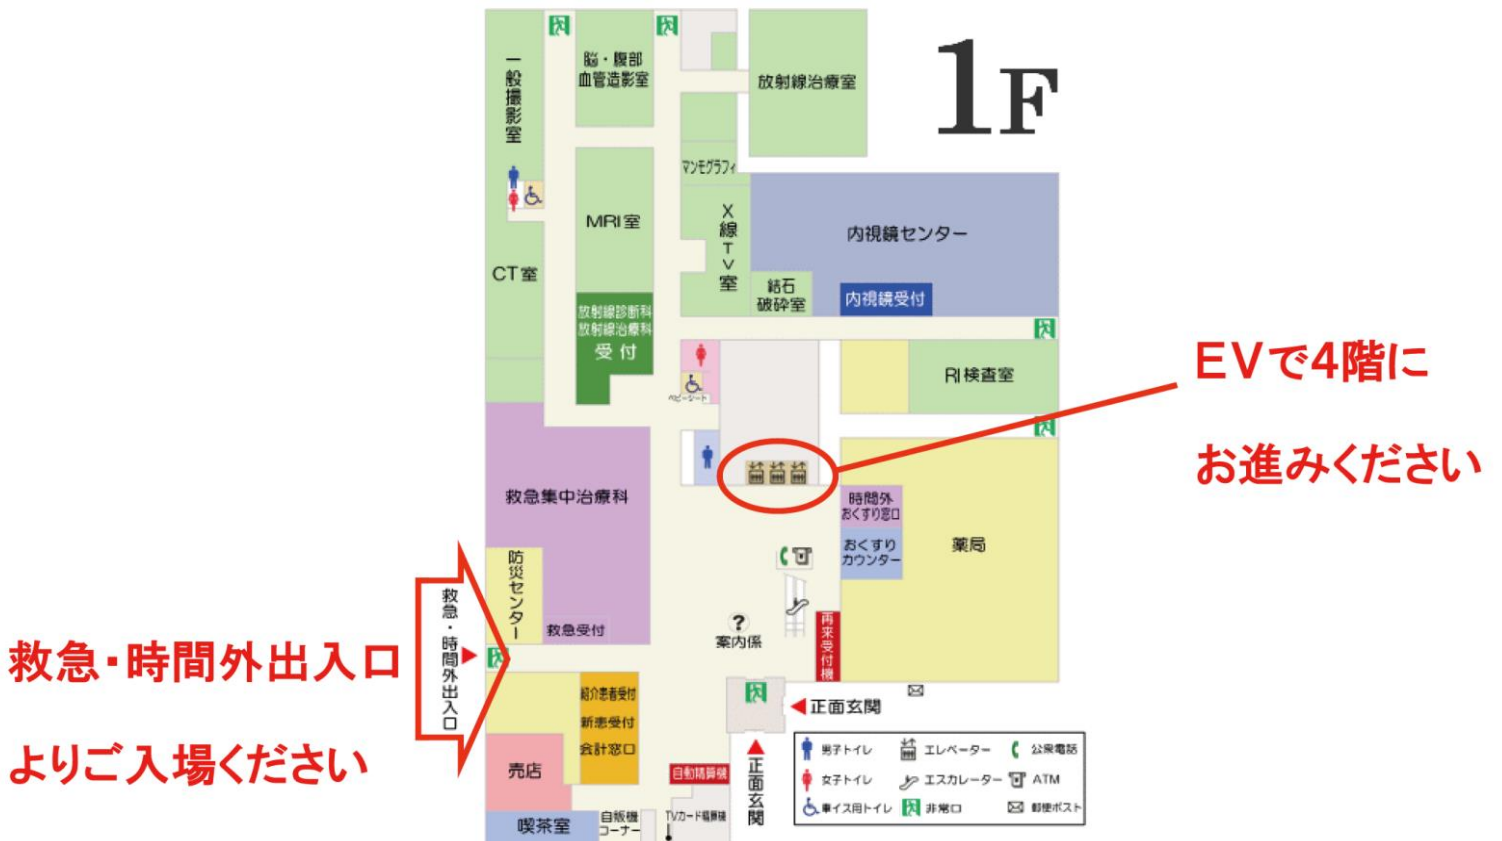 1F
一般撮影室
脳・腹部
血管造影室
放射線治療室
マンモグラフィ
MRI室
X線TV室
内視鏡センター
CT室
結石
破砕室
内視鏡受付
放射線診断科
放射線治療科
受付
RI検査室
ベビーシート
EVで4階に
お進みください
救急集中治療科
時間外
おくすり窓口
おくすり
カウンター
薬局
防災センター
救急受付
?
案内係
再来受付機
救急・時間外出入口
救急・時間外出入口
よりご入場ください
紹介患者受付
新患受付
会計窓口
正面玄関
正面玄関
売店
自動精算機
喫茶室
自販機
コーナー
TVカード精算機
男子トイレ
エレベーター
公衆電話
女子トイレ
エスカレーター
ATM
車イス用トイレ
非常口
郵便ポスト